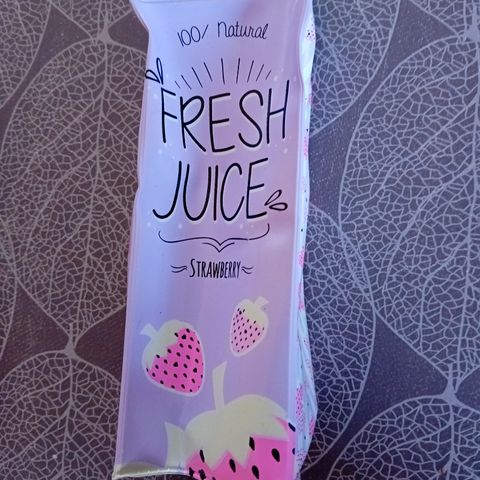 100% Natural
FRESH
JUICE
STRAWBERRY